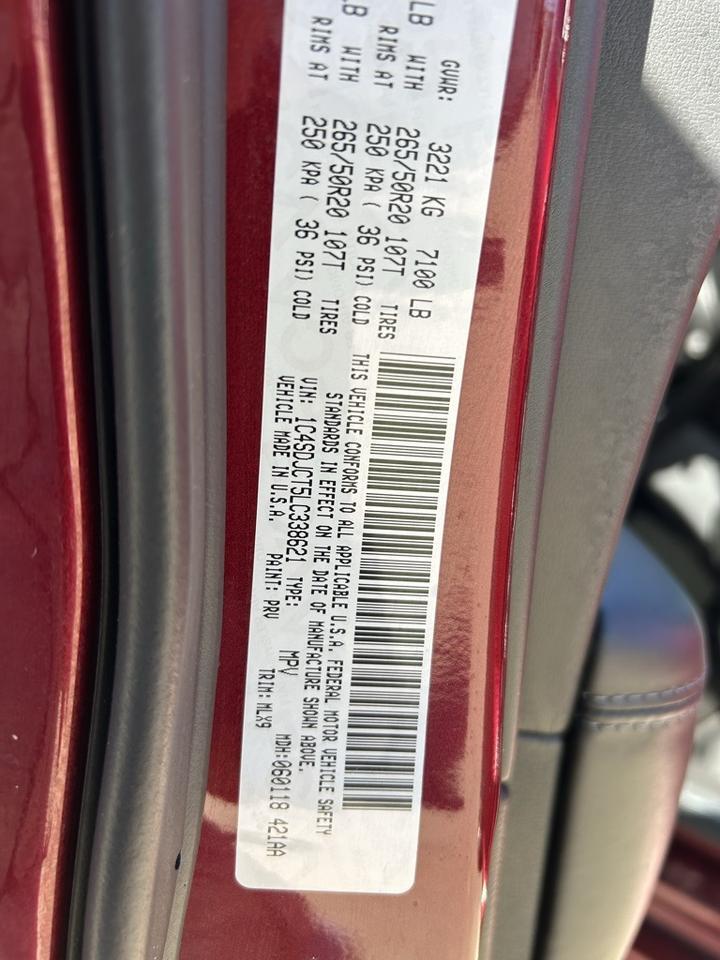 GVWR: 3221 KG 7100 LB
LB WITH 265/50R20 107T TIRES
RIMS AT 250 KPA ( 36 PSI) COLD
LB WITH 265/50R20 107T TIRES
RIMS AT 250 KPA ( 36 PSI) COLD
THIS VEHICLE CONFORMS TO ALL APPLICABLE U.S.A. FEDERAL MOTOR VEHICLE SAFETY
STANDARDS IN EFFECT ON THE DATE OF MANUFACTURE SHOWN ABOVE.
VIN: 1C4SDJCT5LC338621 TYPE: MPV MDH:060118 421AA
VEHICLE MADE IN U.S.A. PAINT: PRV TRIM: MLX9